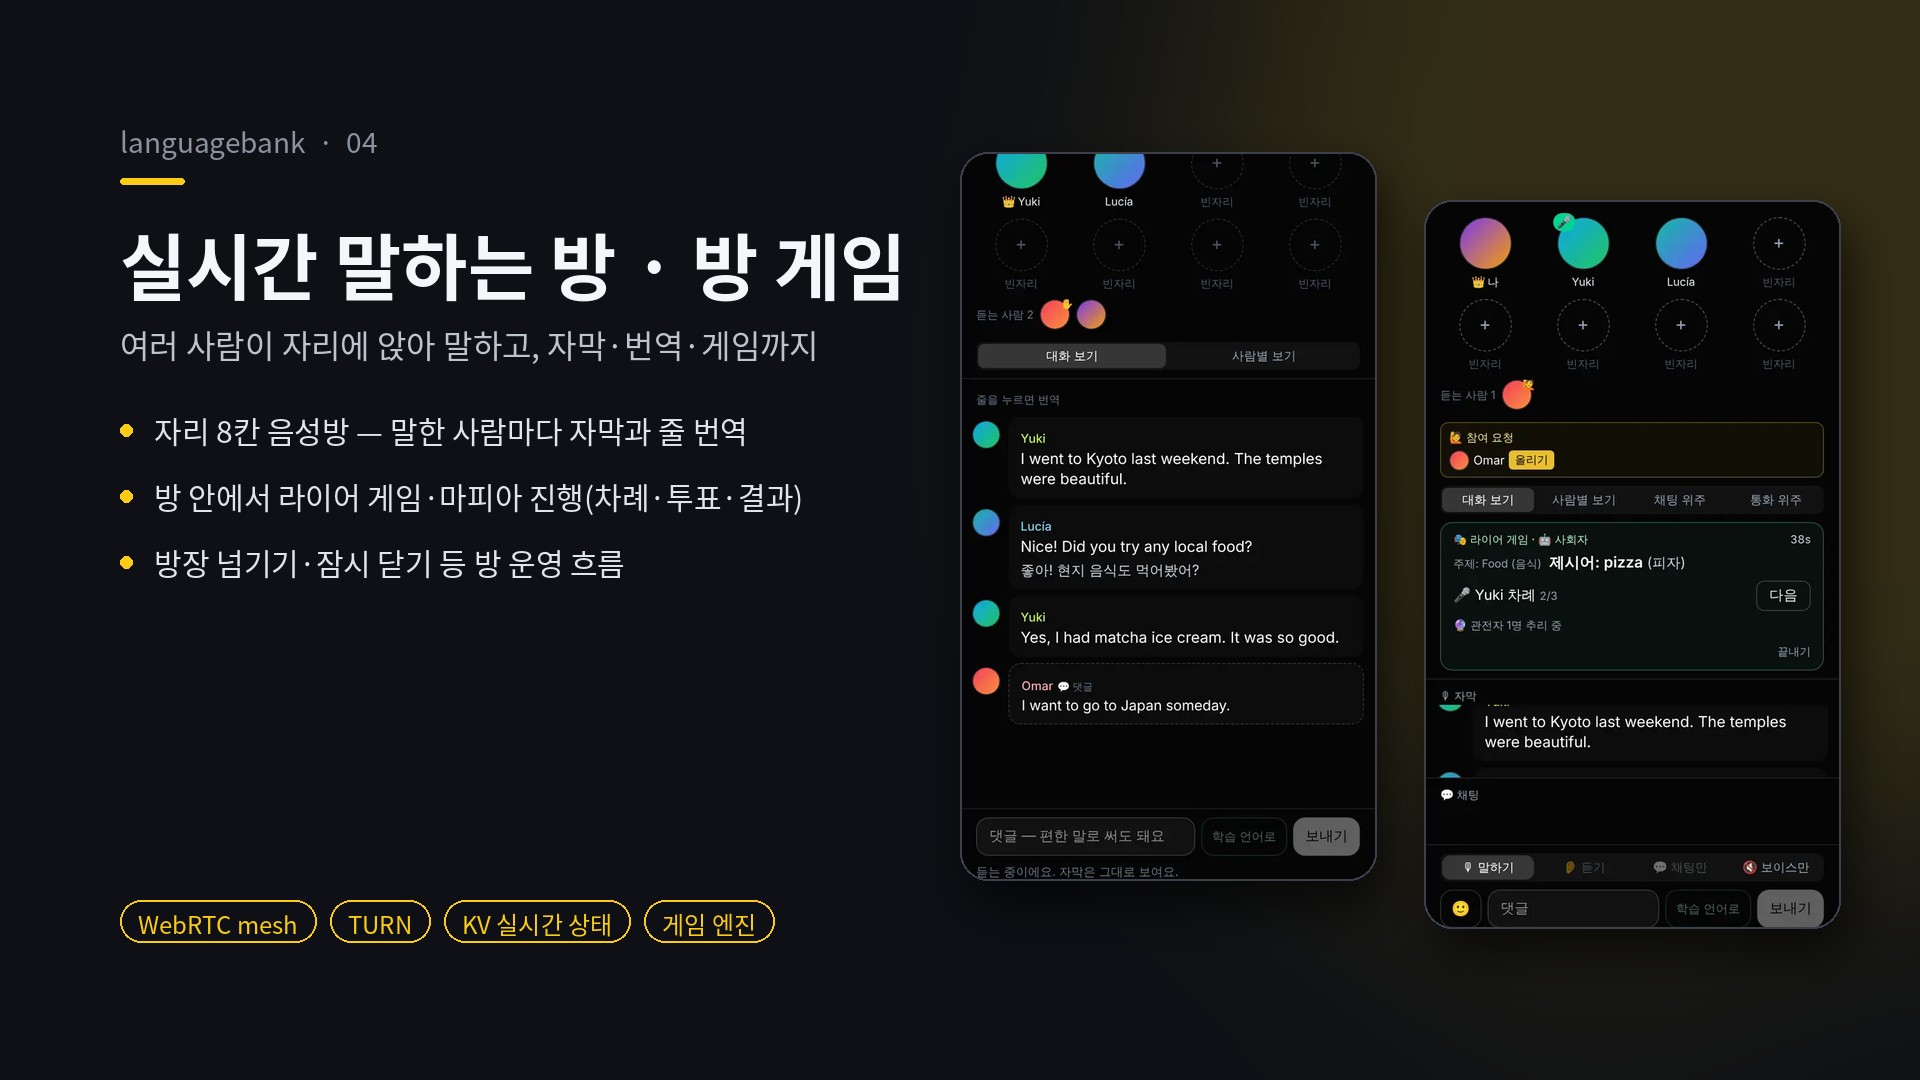 languagebank · 04
실시간 말하는 방 · 방 게임
여러 사람이 자리에 앉아 말하고, 자막·번역·게임까지
자리 8칸 음성방 — 말한 사람마다 자막과 줄 번역
방 안에서 라이어 게임·마피아 진행(차례·투표·결과)
방장 넘기기·잠시 닫기 등 방 운영 흐름
WebRTC mesh TURN KV 실시간 상태 게임 엔진
👑 Yuki Lucía 빈자리 빈자리
빈자리 빈자리 빈자리 빈자리
듣는 사람 2
대화 보기 사람별 보기
줄을 누르면 번역
Yuki
I went to Kyoto last weekend. The temples
were beautiful.
Lucía
Nice! Did you try any local food?
좋아! 현지 음식도 먹어봤어?
Yuki
Yes, I had matcha ice cream. It was so good.
Omar 💬 댓글
I want to go to Japan someday.
댓글 — 편한 말로 써도 돼요 학습 언어로 보내기
듣는 중이에요. 자막은 그대로 보여요.
👑 나 Yuki Lucía 빈자리
빈자리 빈자리 빈자리 빈자리
듣는 사람 1
🙋 참여 요청
Omar 올리기
대화 보기 사람별 보기 채팅 위주 통화 위주
🎭 라이어 게임 · 🤖 사회자 38s
주제: Food (음식) 제시어: pizza (피자)
🎤 Yuki 차례 2/3 다음
🔮 관전자 1명 추리 중
끝내기
🎙 자막
I went to Kyoto last weekend. The temples
were beautiful.
💬 채팅
🎙 말하기 👂 듣기 💬 채팅만 🔇 보이스만
🙂 댓글 학습 언어로 보내기